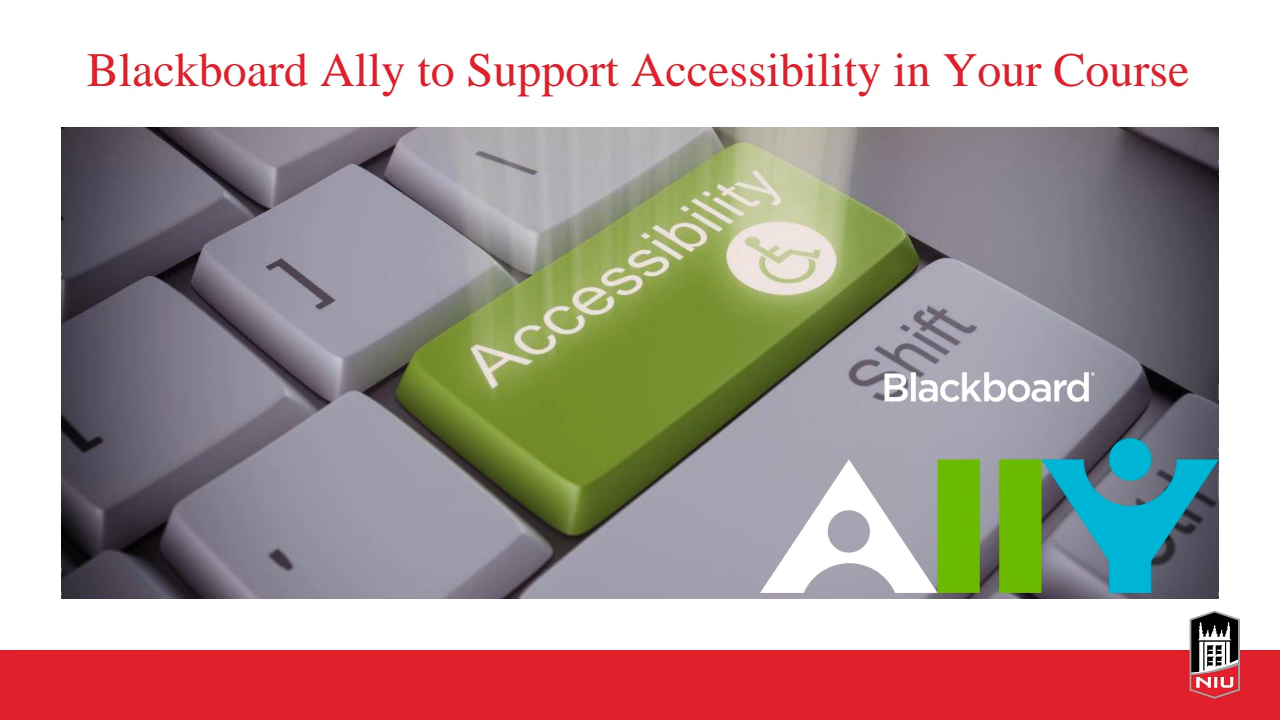 Blackboard Ally to Support Accessibility in Your Course
]
Accessibility
Shift
Blackboard
Ally
NIU